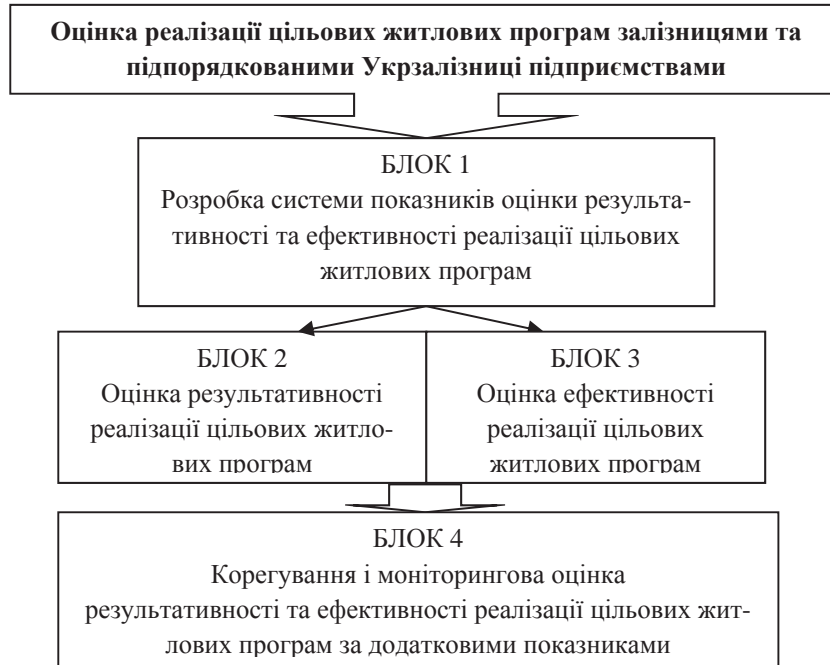 Оцінка реалізації цільових житлових програм залізницями та
підпорядкованими Укрзалізниці підприємствами
БЛОК 1
Розробка системи показників оцінки результа-
тивності та ефективності реалізації цільових
житлових програм
БЛОК 2
Оцінка результативності
реалізації цільових житло-
вих програм
БЛОК 3
Оцінка ефективності
реалізації цільових
житлових програм
БЛОК 4
Корегування і моніторингова оцінка
результативності та ефективності реалізації цільових жит-
лових програм за додатковими показниками